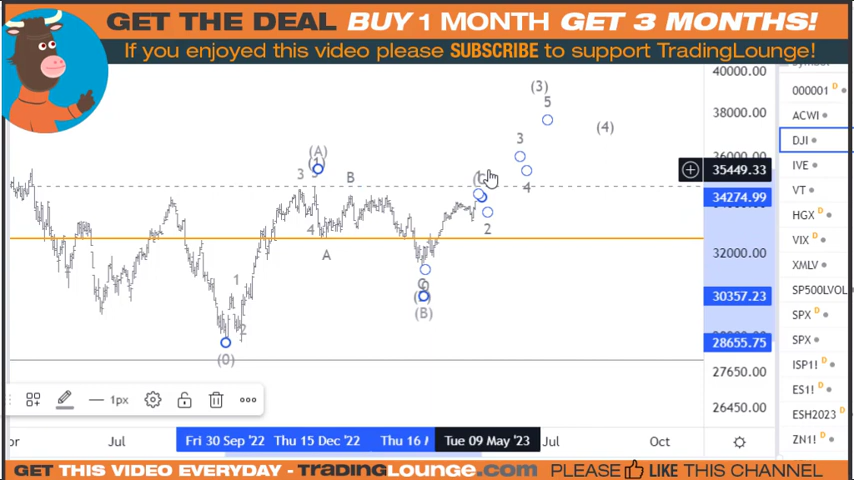 GET THE DEAL BUY 1 MONTH GET 3 MONTHS!
If you enjoyed this video please SUBSCRIBE to support TradingLounge!
40000.00
000001 D
(3)
5
38000.00
ACWI
(4)
3
DJI
(A)
36000.00
3
B
35449.33
IVE
4
34274.99
VT
4
2
HGX D
A
32000.00
VIX D
1
XMLV
30357.23
SP500VOL
(B)
2
28655.75
SPX D
(0)
SPX
27650.00
ISP1! D
1px
26450.00
ES1! D
ESH2023 D
Jul
Fri 30 Sep '22
Thu 15 Dec '22
Thu 16
Tue 09 May '23
Jul
Oct
ZN1! D
GET THIS VIDEO EVERYDAY - TRADINGLOUNGE.com PLEASE LIKE THIS CHANNEL